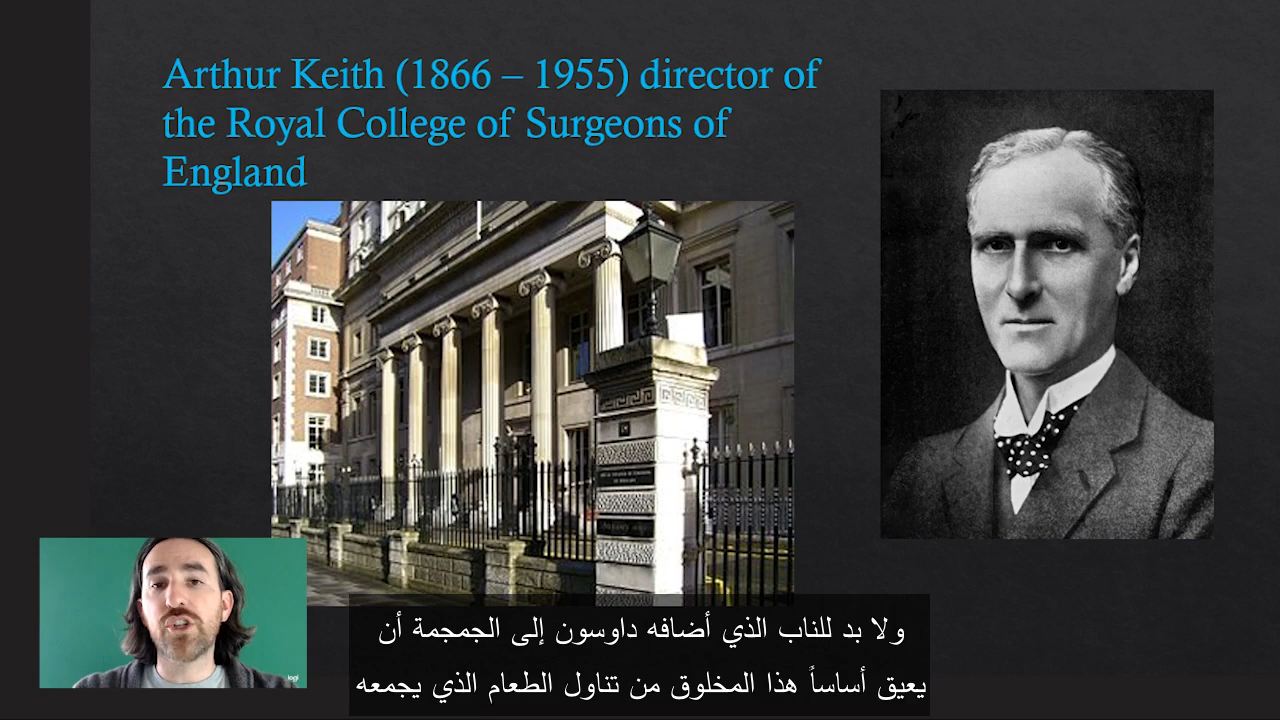 Arthur Keith (1866 – 1955) director of
the Royal College of Surgeons of
England
logi
ولا بد للناب الذي أضافه داوسون إلى الجمجمة أن
يعيق أساساً هذا المخلوق من تناول الطعام الذي يجمعه